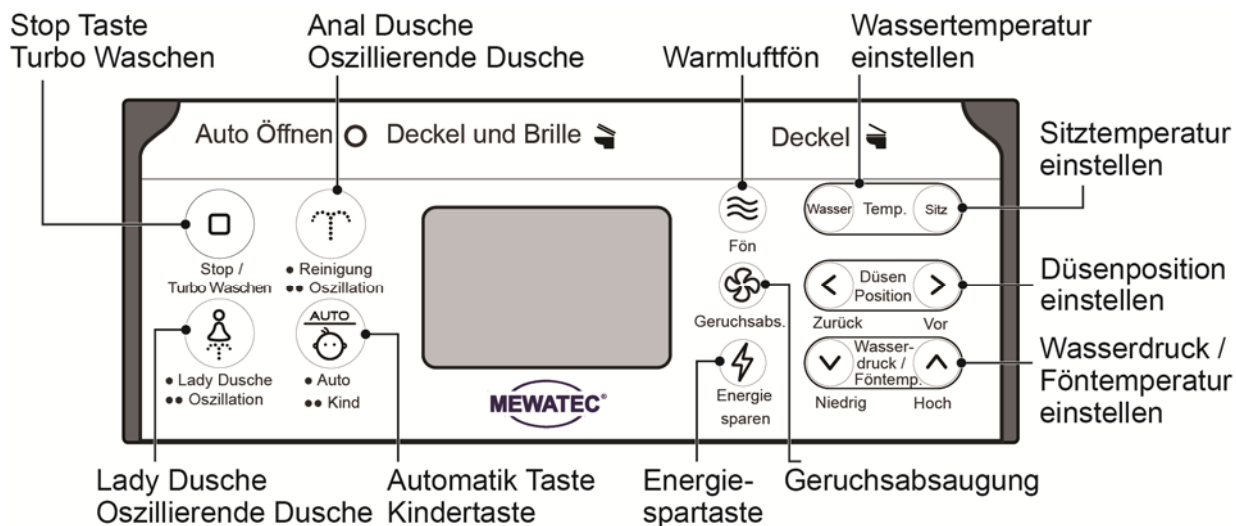 Stop Taste
Turbo Waschen
Anal Dusche
Oszillierende Dusche
Warmluftfön
Wassertemperatur
einstellen
Sitztemperatur
einstellen
Auto Öffnen
Deckel und Brille
Deckel
Wasser
Temp.
Sitz
Stop /
Turbo Waschen
• Reinigung
•• Oszillation
Fön
Düsen
Position
Zurück
Vor
Düsenposition
einstellen
AUTO
• Lady Dusche
•• Oszillation
• Auto
•• Kind
MEWATEC®
Geruchsabs.
Energie
sparen
Wasser-
druck /
Föntemp.
Niedrig
Hoch
Wasserdruck /
Föntemperatur
einstellen
Lady Dusche
Oszillierende Dusche
Automatik Taste
Kindertaste
Energie-
spartaste
Geruchsabsaugung